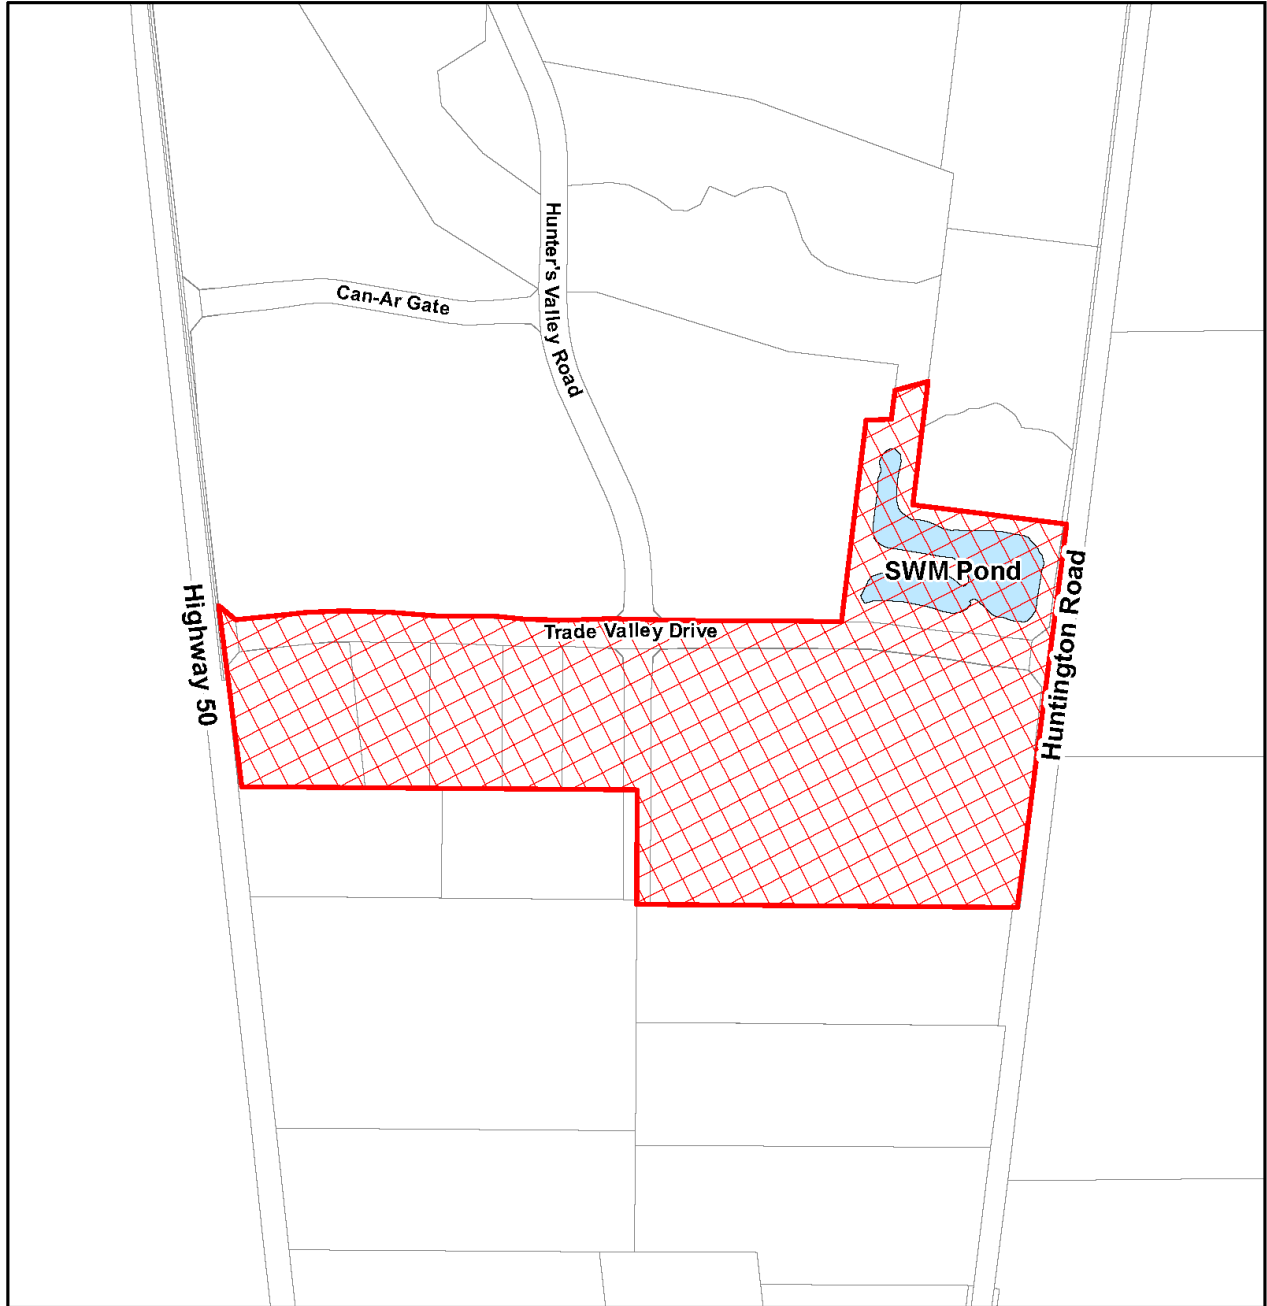 Hunter's Valley Road
Can-Ar Gate
SWM Pond
Highway 50
Trade Valley Drive
Huntington Road